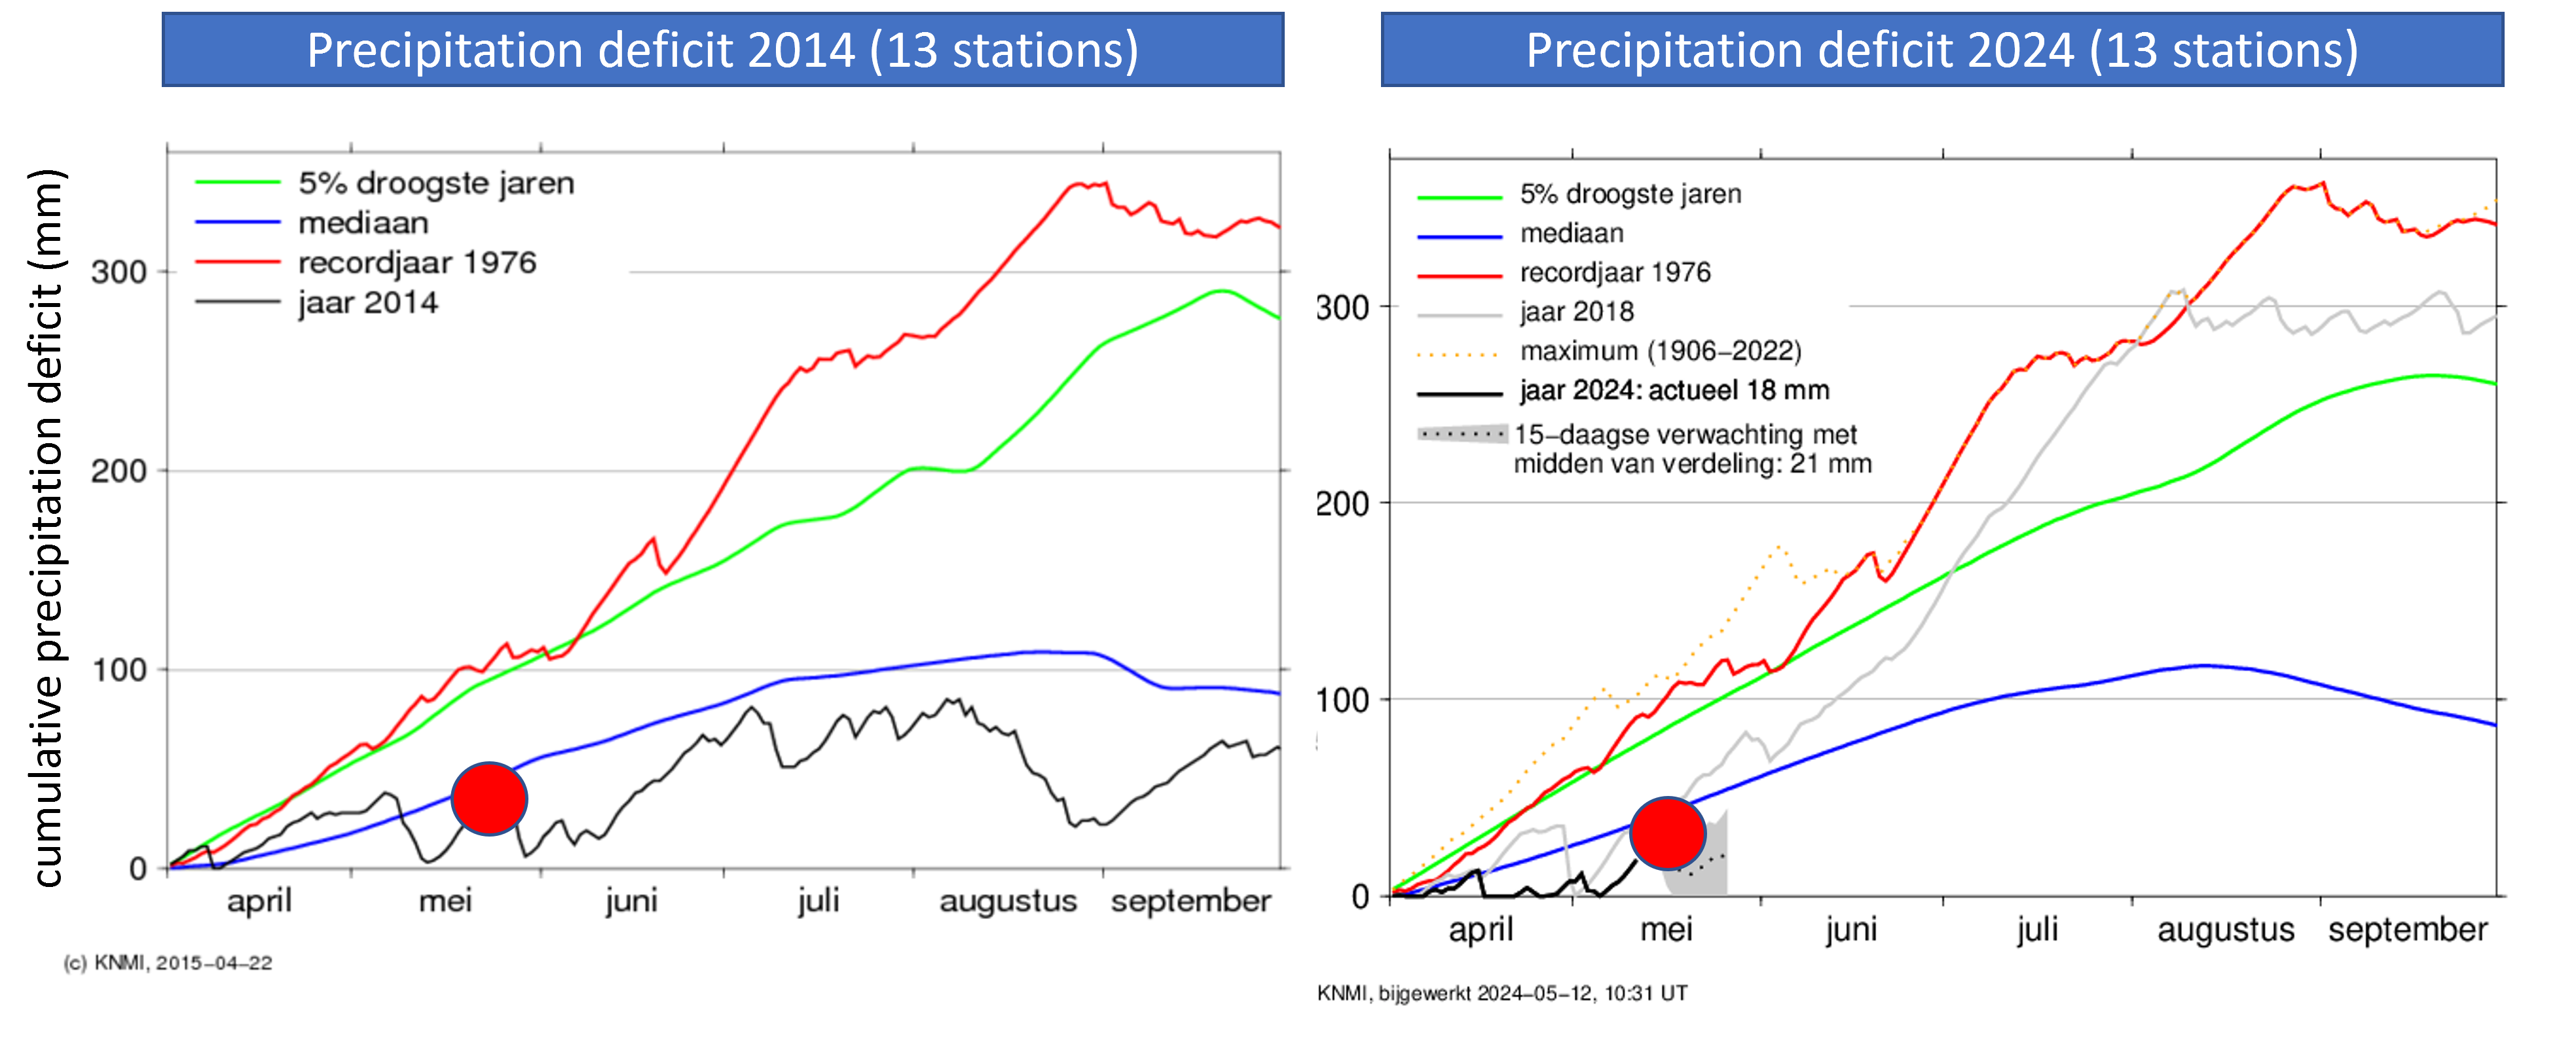 Precipitation deficit 2014 (13 stations)
cumulative precipitation deficit (mm)
5% droogste jaren
mediaan
recordjaar 1976
jaar 2014
300
200
100
0
april
mei
juni
juli
augustus
september
(c) KNMI, 2015–04–22
Precipitation deficit 2024 (13 stations)
5% droogste jaren
mediaan
recordjaar 1976
jaar 2018
maximum (1906–2022)
jaar 2024: actueel 18 mm
15–daagse verwachting met
midden van verdeling: 21 mm
300
200
100
0
april
mei
juni
juli
augustus
september
KNMI, bijgewerkt 2024–05–12, 10:31 UT